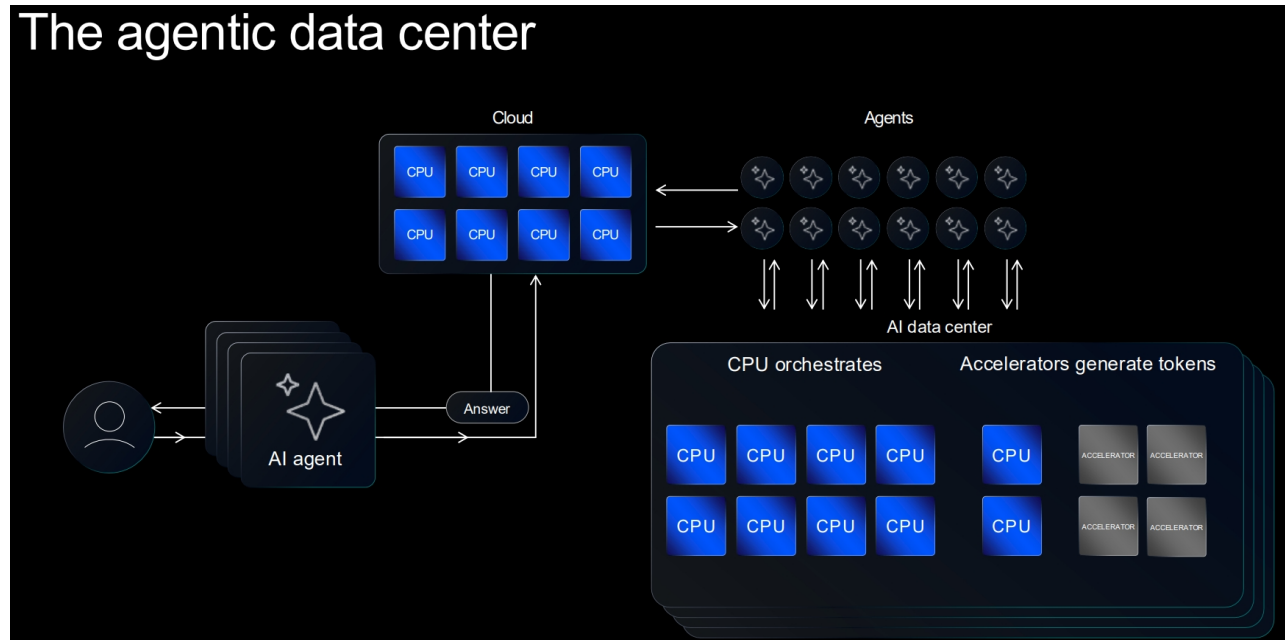 The agentic data center
Cloud
Agents
CPU CPU CPU CPU
CPU CPU CPU CPU
AI data center
CPU orchestrates
Accelerators generate tokens
Answer
AI agent
CPU CPU CPU CPU CPU ACCELERATOR ACCELERATOR
CPU CPU CPU CPU CPU ACCELERATOR ACCELERATOR